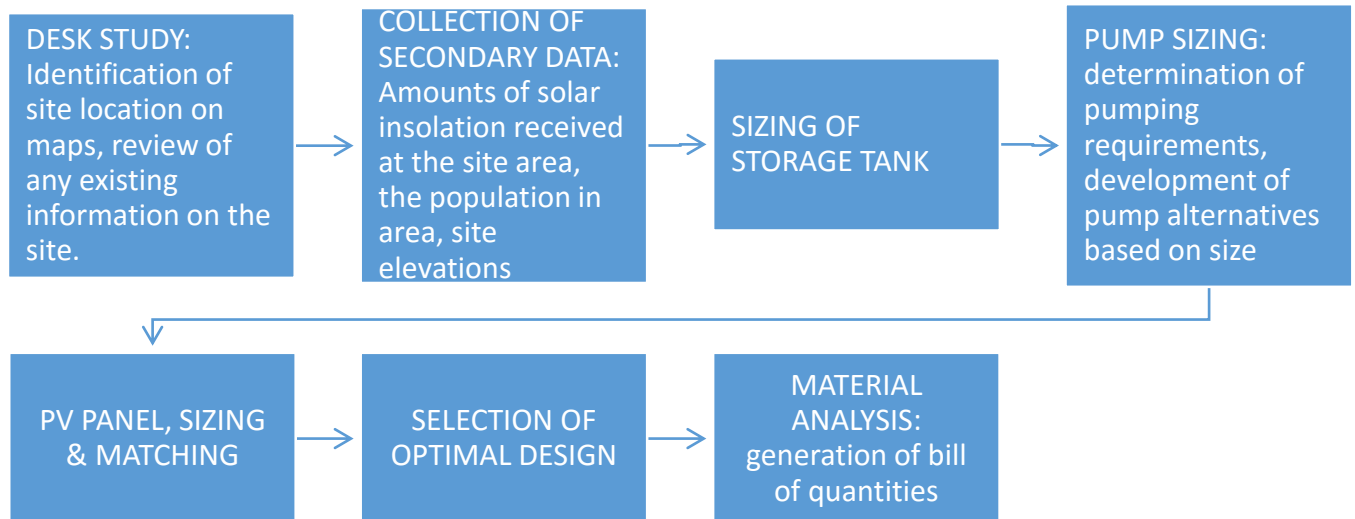 DESK STUDY:
Identification of
site location on
maps, review of
any existing
information on the
site.
COLLECTION OF
SECONDARY DATA:
Amounts of solar
insolation received
at the site area,
the population in
area, site
elevations
SIZING OF
STORAGE TANK
PUMP SIZING:
determination of
pumping
requirements,
development of
pump alternatives
based on size
PV PANEL, SIZING
& MATCHING
SELECTION OF
OPTIMAL DESIGN
MATERIAL
ANALYSIS:
generation of bill
of quantities